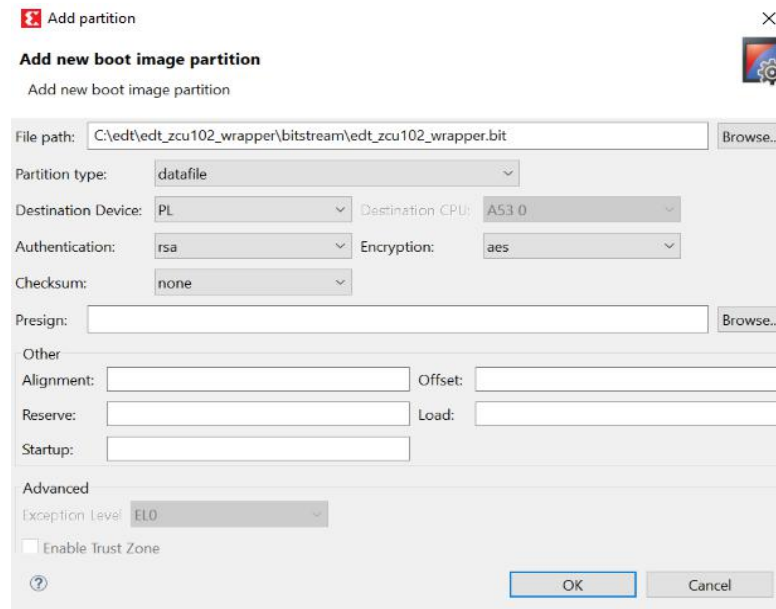 Add partition
Add new boot image partition
Add new boot image partition
File path: C:\edt\edt_zcu102_wrapper\bitstream\edt_zcu102_wrapper.bit Browse..
Partition type: datafile
Destination Device: PL Destination CPU: A53 0
Authentication: rsa Encryption: aes
Checksum: none
Presign: Browse..
Other
Alignment: Offset:
Reserve: Load:
Startup:
Advanced
Exception Level EL0
Enable Trust Zone
OK Cancel